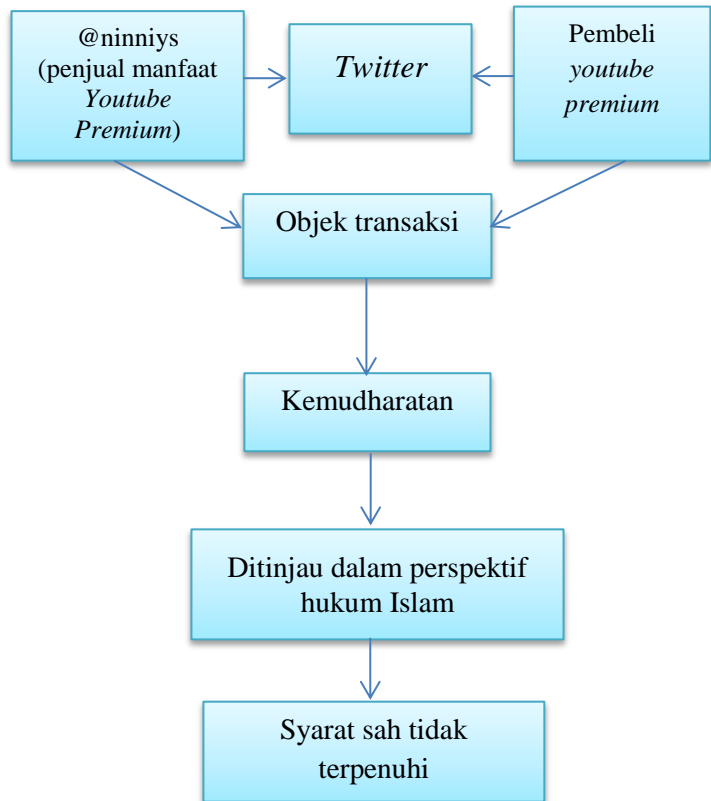 @ninniys
(penjual manfaat
Youtube
Premium)
Twitter
Pembeli
youtube
premium
Objek transaksi
Kemudharatan
Ditinjau dalam perspektif
hukum Islam
Syarat sah tidak
terpenuhi